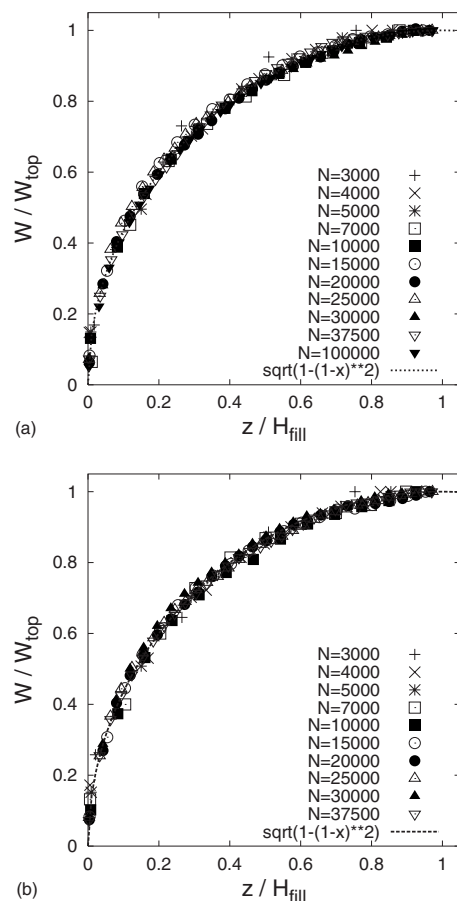 1
0.8
0.6
0.4
0.2
0
W / W_top
N=3000
N=4000
N=5000
N=7000
N=10000
N=15000
N=20000
N=25000
N=30000
N=37500
N=100000
sqrt(1-(1-x)**2)
0 0.2 0.4 0.6 0.8 1
(a) z / H_fill
1
0.8
0.6
0.4
0.2
0
W / W_top
N=3000
N=4000
N=5000
N=7000
N=10000
N=15000
N=20000
N=25000
N=30000
N=37500
sqrt(1-(1-x)**2)
0 0.2 0.4 0.6 0.8 1
(b) z / H_fill